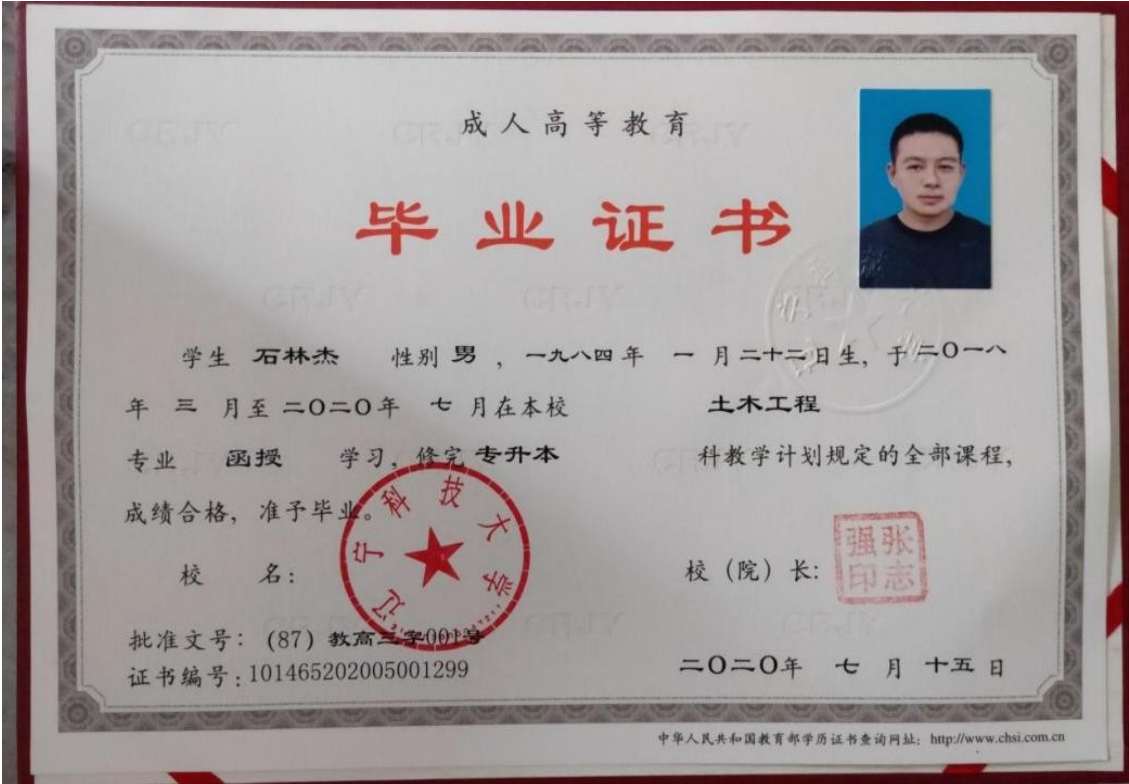 成人高等教育
毕业证书
学生 石林杰 性别 男 ，一九八四 年 一 月 二十二 日生，于 二〇一八
年 三 月至 二〇二〇 年 七 月在本校 土木工程
专业 函授 学习，修完 专升本 科教学计划规定的全部课程，
成绩合格，准予毕业。
辽宁科技大学
校 名： 校（院）长：
张志强印
批准文号：(87) 教高三字001号
证书编号：101465202005001299
二〇二〇年 七 月 十五 日
中华人民共和国教育部学历证书查询网址：http://www.chsi.com.cn